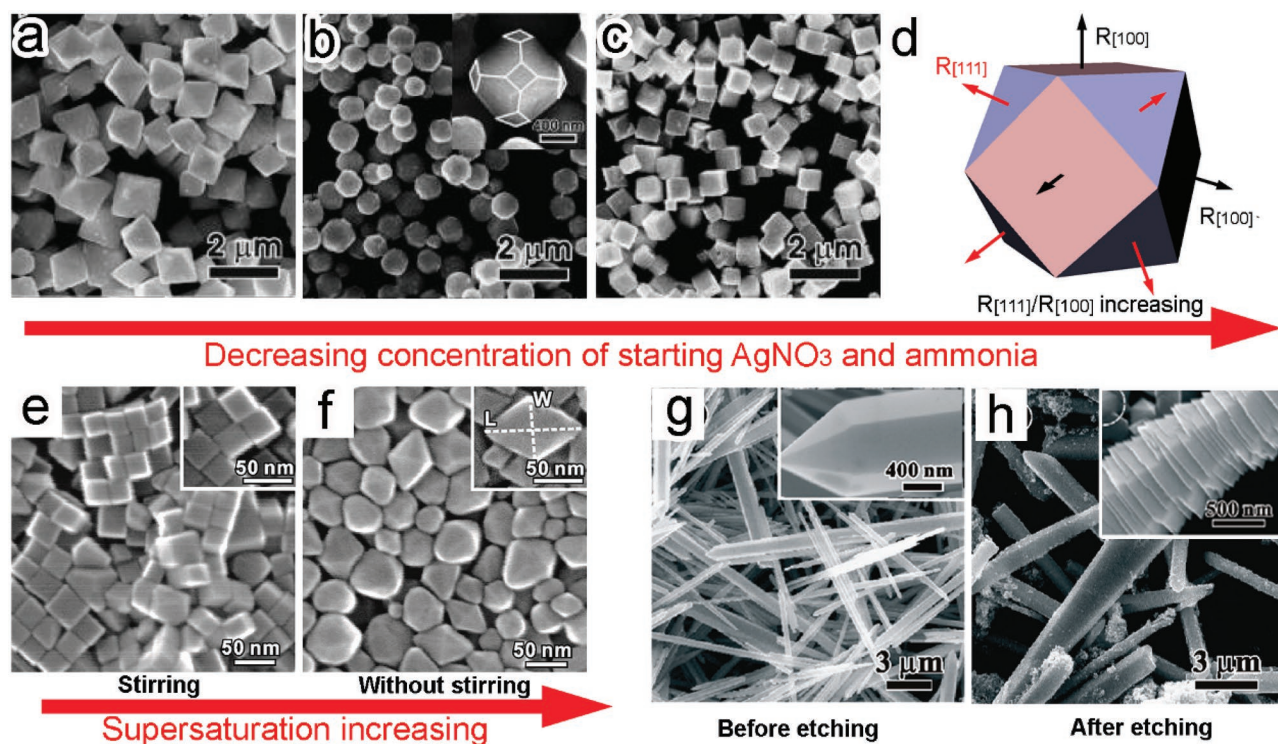 a
2 μm
b
400 nm
2 μm
c
2 μm
d
R[100]
R[111]
R[100]
R[111]/R[100] increasing
Decreasing concentration of starting AgNO3 and ammonia
e
50 nm
50 nm
Stirring
f
L
W
50 nm
50 nm
Without stirring
Supersaturation increasing
g
400 nm
3 μm
Before etching
h
500 nm
3 μm
After etching